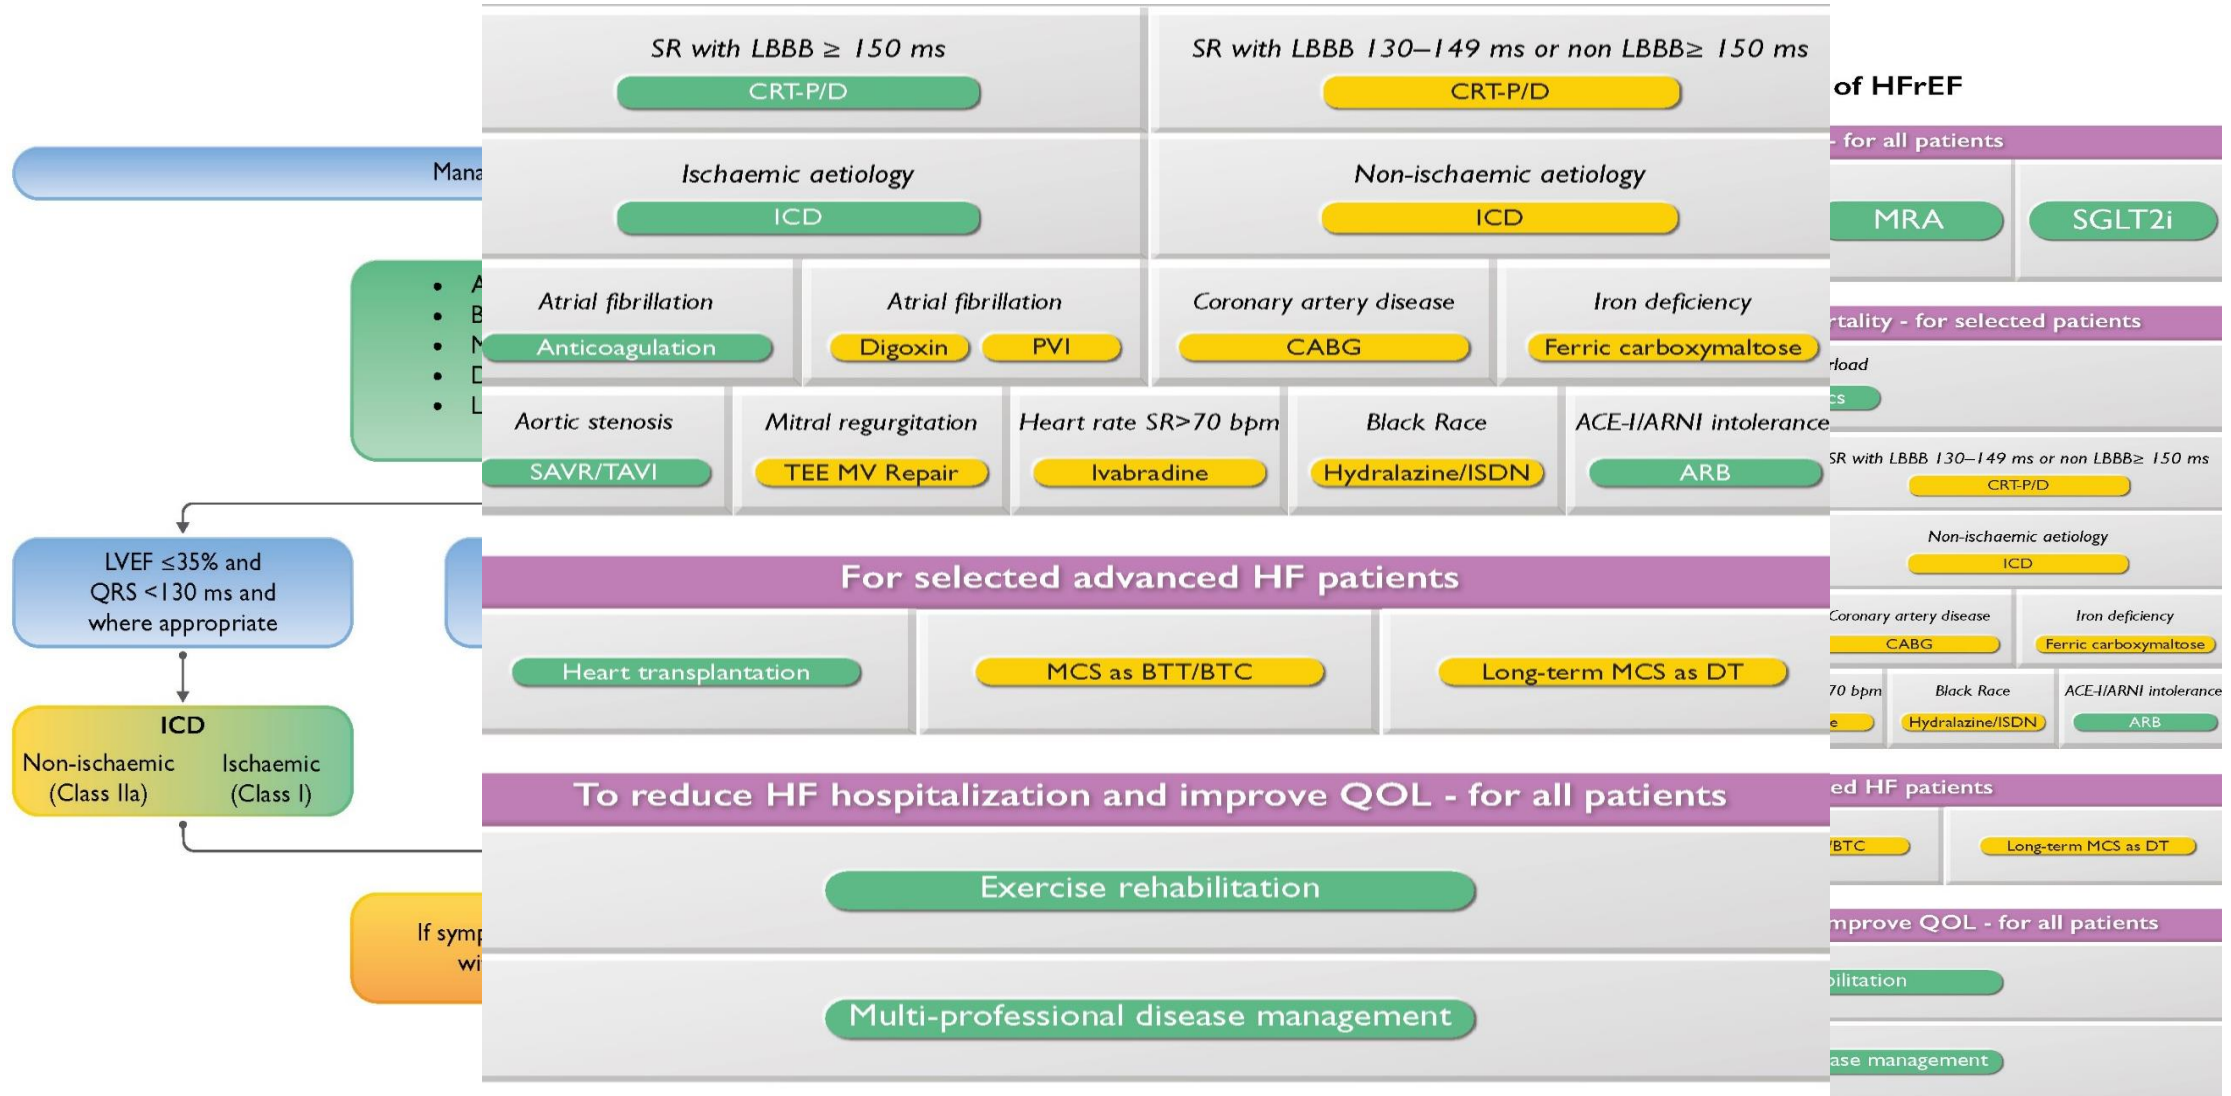 Mana
LVEF ≤35% and
QRS <130 ms and
where appropriate
ICD
Non-ischaemic
(Class IIa)
Ischaemic
(Class I)
If symp
SR with LBBB ≥ 150 ms
CRT-P/D
SR with LBBB 130–149 ms or non LBBB≥ 150 ms
CRT-P/D
Ischaemic aetiology
ICD
Non-ischaemic aetiology
ICD
Atrial fibrillation
Anticoagulation
Atrial fibrillation
Digoxin
PVI
Coronary artery disease
CABG
Iron deficiency
Ferric carboxymaltose
Aortic stenosis
SAVR/TAVI
Mitral regurgitation
TEE MV Repair
Heart rate SR>70 bpm
Ivabradine
Black Race
Hydralazine/ISDN
ACE-I/ARNI intolerance
ARB
For selected advanced HF patients
Heart transplantation
MCS as BTT/BTC
Long-term MCS as DT
To reduce HF hospitalization and improve QOL - for all patients
Exercise rehabilitation
Multi-professional disease management
of HFrEF
- for all patients
MRA
SGLT2i
rtality - for selected patients
rload
cs
SR with LBBB 130–149 ms or non LBBB≥ 150 ms
CRT-P/D
Non-ischaemic aetiology
ICD
Coronary artery disease
CABG
Iron deficiency
Ferric carboxymaltose
70 bpm
e
Black Race
Hydralazine/ISDN
ACE-I/ARNI intolerance
ARB
ed HF patients
/BTC
Long-term MCS as DT
mprove QOL - for all patients
ilitation
ase management